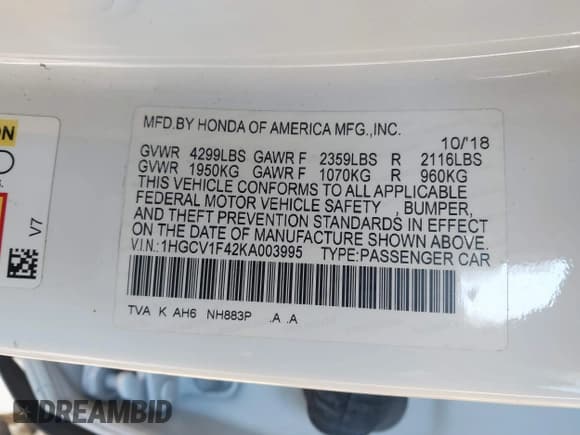 MFD.BY HONDA OF AMERICA MFG.,INC.
10/'18
GVWR 4299LBS GAWR F 2359LBS R 2116LBS
GVWR 1950KG GAWR F 1070KG R 960KG
THIS VEHICLE CONFORMS TO ALL APPLICABLE
FEDERAL MOTOR VEHICLE SAFETY , BUMPER,
AND THEFT PREVENTION STANDARDS IN EFFECT
ON THE DATE OF MANUFACTURE SHOWN ABOVE.
V.I.N.: 1HGCV1F42KA003995 TYPE:PASSENGER CAR
TVA K AH6 NH883P .A .A
V7
DREAMBID